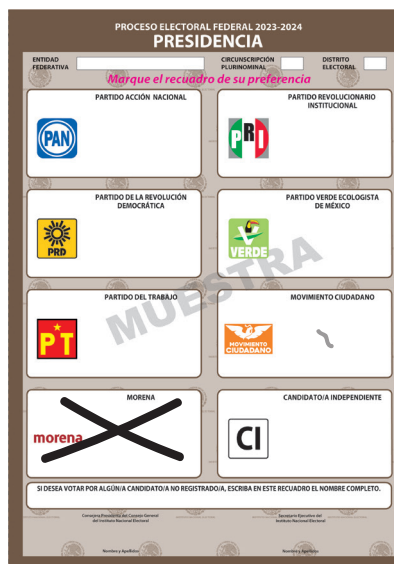 PROCESO ELECTORAL FEDERAL 2023-2024
PRESIDENCIA
ENTIDAD
FEDERATIVA
CIRCUNSCRIPCIÓN
PLURINOMINAL
DISTRITO
ELECTORAL
Marque el recuadro de su preferencia
PARTIDO ACCIÓN NACIONAL
PAN
PARTIDO REVOLUCIONARIO
INSTITUCIONAL
PRI
PARTIDO DE LA REVOLUCIÓN
DEMOCRÁTICA
PRD
PARTIDO VERDE ECOLOGISTA
DE MÉXICO
VERDE
MUESTRA
PARTIDO DEL TRABAJO
PT
MOVIMIENTO CIUDADANO
MOVIMIENTO
CIUDADANO
MORENA
morena
CANDIDATO/A INDEPENDIENTE
CI
SI DESEA VOTAR POR ALGÚN/A CANDIDATO/A NO REGISTRADO/A, ESCRIBA EN ESTE RECUADRO EL NOMBRE COMPLETO.
Consejera Presidenta del Consejo General
del Instituto Nacional Electoral
Secretario Ejecutivo del
Instituto Nacional Electoral
Nombre y Apellidos
Nombre y Apellidos